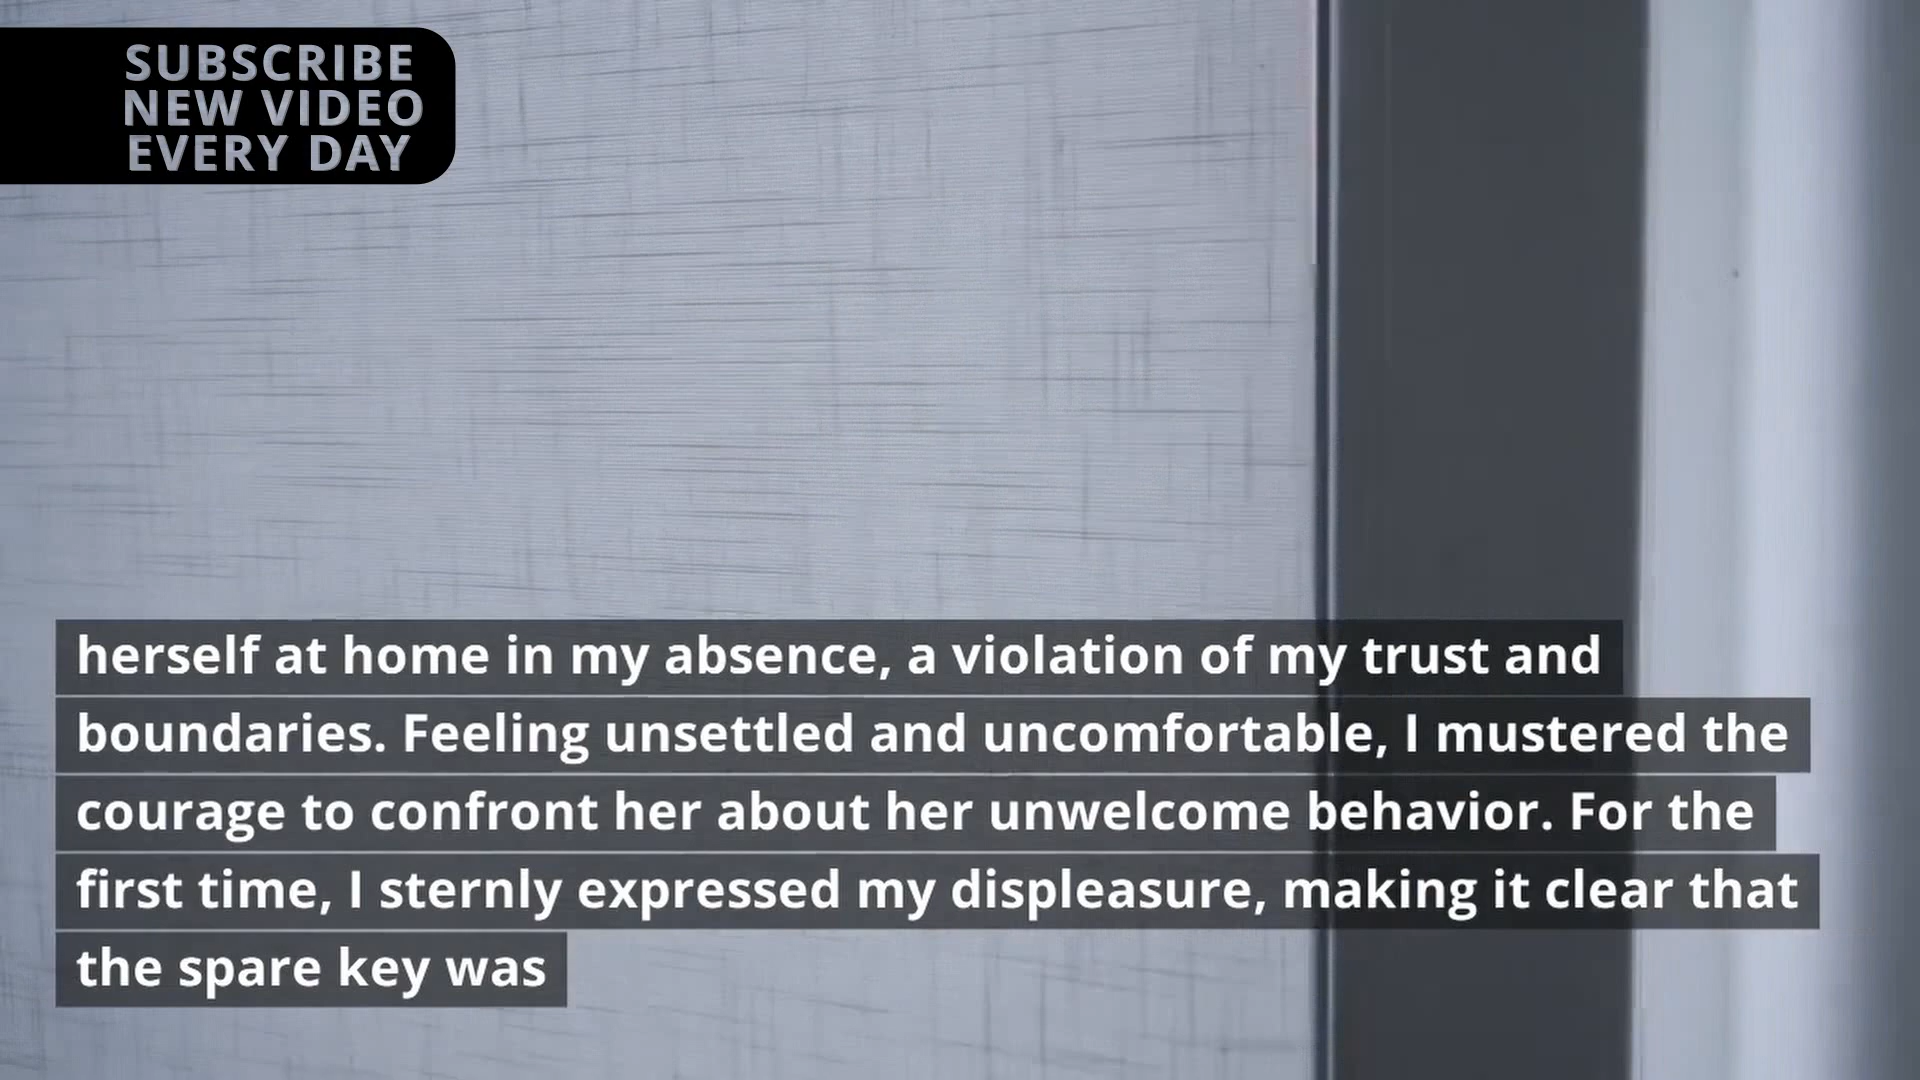 SUBSCRIBE
NEW VIDEO
EVERY DAY
herself at home in my absence, a violation of my trust and
boundaries. Feeling unsettled and uncomfortable, I mustered the
courage to confront her about her unwelcome behavior. For the
first time, I sternly expressed my displeasure, making it clear that
the spare key was